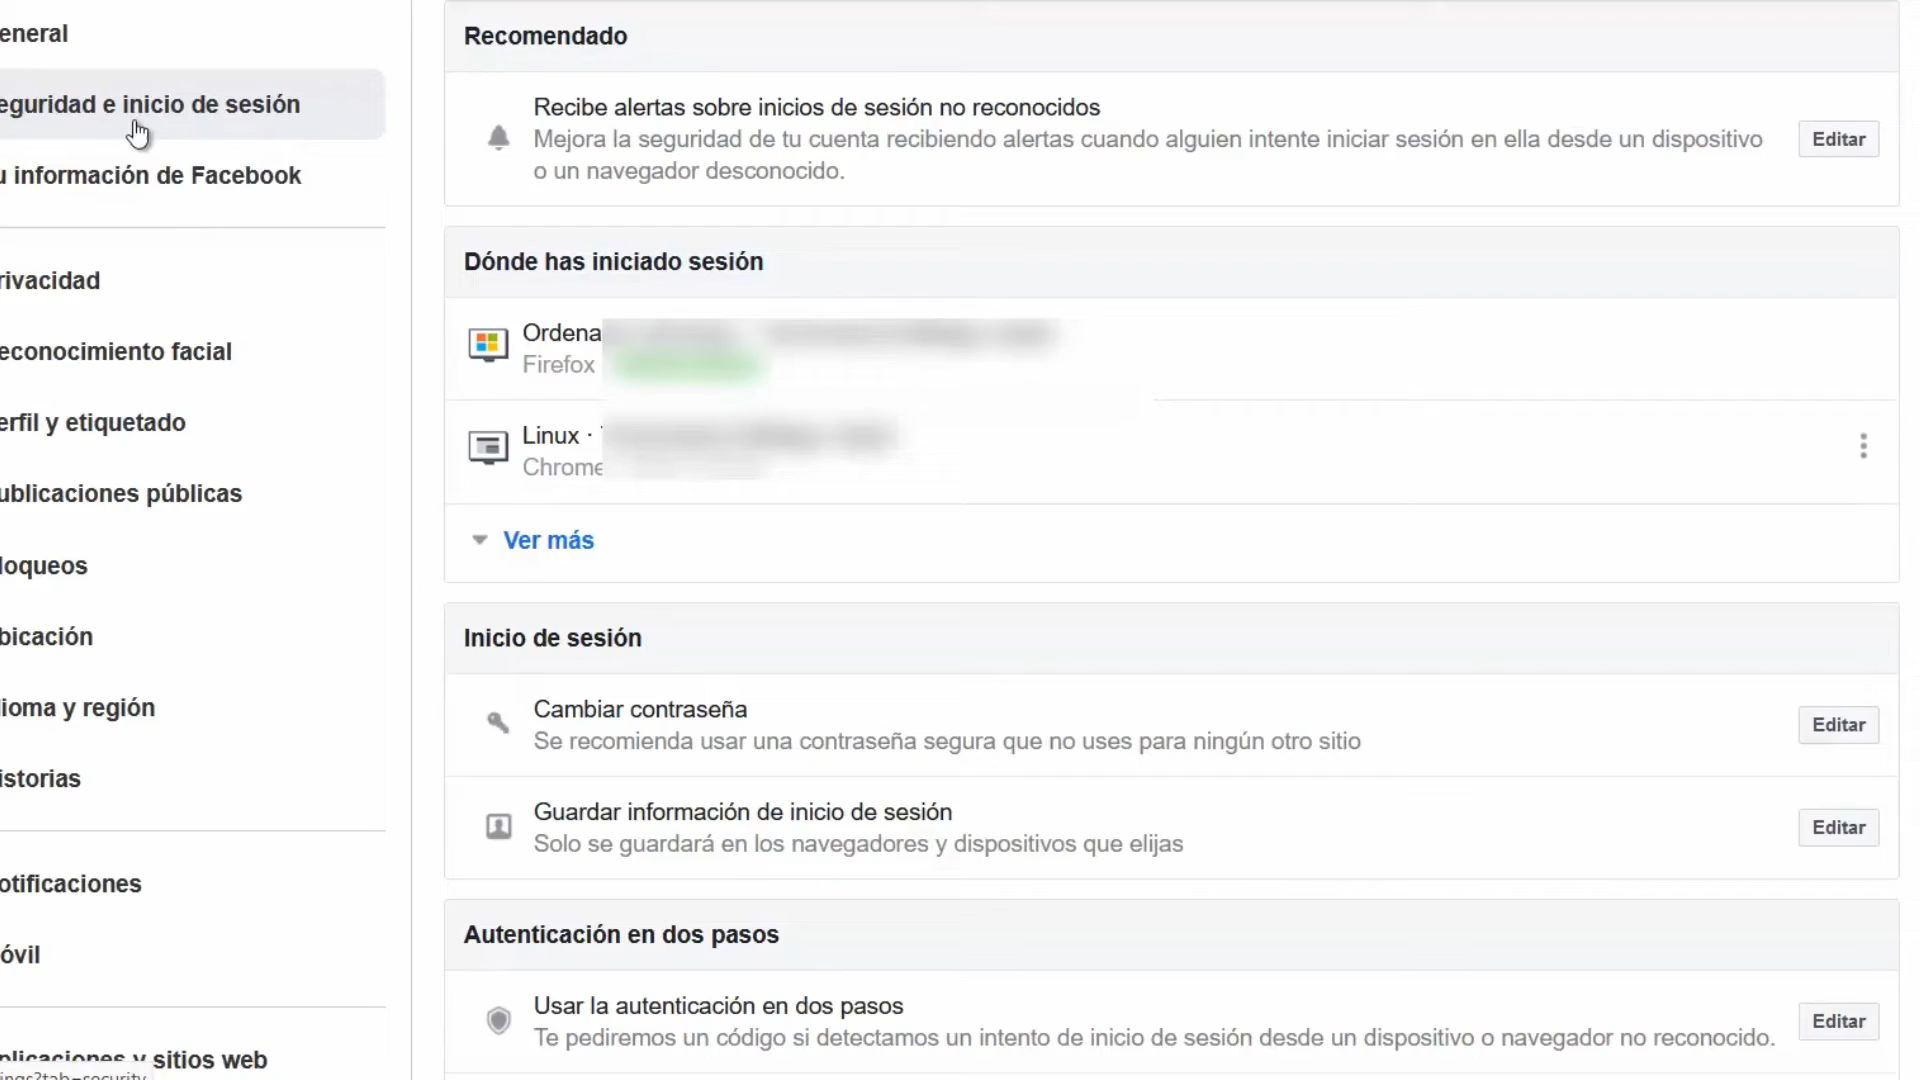 eneral
eguridad e inicio de sesión
u información de Facebook
rivacidad
econocimiento facial
erfil y etiquetado
ublicaciones públicas
loqueos
bicación
dioma y región
istorias
otificaciones
óvil
plicaciones y sitios web
ings?tab=security
Recomendado
Recibe alertas sobre inicios de sesión no reconocidos
Mejora la seguridad de tu cuenta recibiendo alertas cuando alguien intente iniciar sesión en ella desde un dispositivo
o un navegador desconocido.
Editar
Dónde has iniciado sesión
Ordena
Firefox
Linux ·
Chrome
Ver más
Inicio de sesión
Cambiar contraseña
Se recomienda usar una contraseña segura que no uses para ningún otro sitio
Editar
Guardar información de inicio de sesión
Solo se guardará en los navegadores y dispositivos que elijas
Editar
Autenticación en dos pasos
Usar la autenticación en dos pasos
Te pediremos un código si detectamos un intento de inicio de sesión desde un dispositivo o navegador no reconocido.
Editar